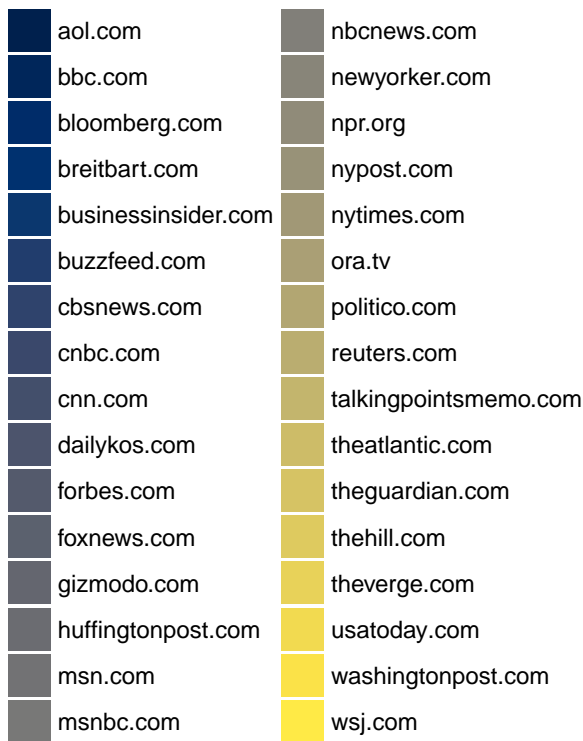 aol.com
bbc.com
bloomberg.com
breitbart.com
businessinsider.com
buzzfeed.com
cbsnews.com
cnbc.com
cnn.com
dailykos.com
forbes.com
foxnews.com
gizmodo.com
huffingtonpost.com
msn.com
msnbc.com
nbcnews.com
newyorker.com
npr.org
nypost.com
nytimes.com
ora.tv
politico.com
reuters.com
talkingpointsmemo.com
theatlantic.com
theguardian.com
thehill.com
theverge.com
usatoday.com
washingtonpost.com
wsj.com